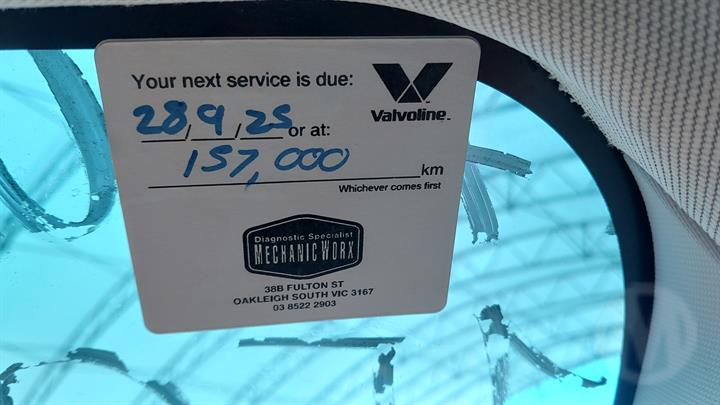 Your next service is due:
Valvoline™
28/9/25 or at:
157,000 km
Whichever comes first
Diagnostic Specialist
MECHANICWORX
38B FULTON ST
OAKLEIGH SOUTH VIC 3167
03 8522 2903